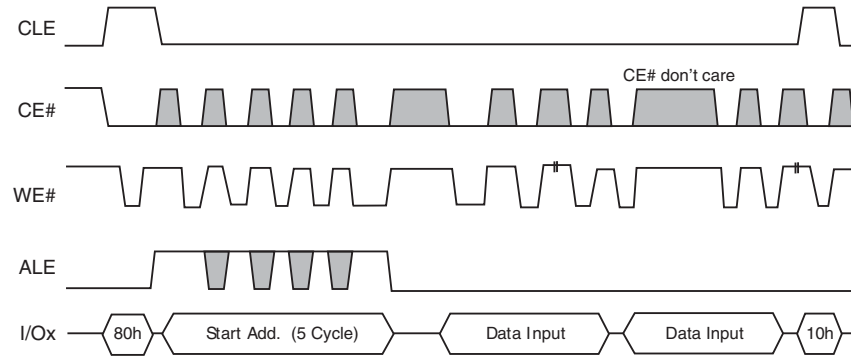 CLE
CE# don't care
CE#
WE#
ALE
I/Ox 80h Start Add. (5 Cycle) Data Input Data Input 10h